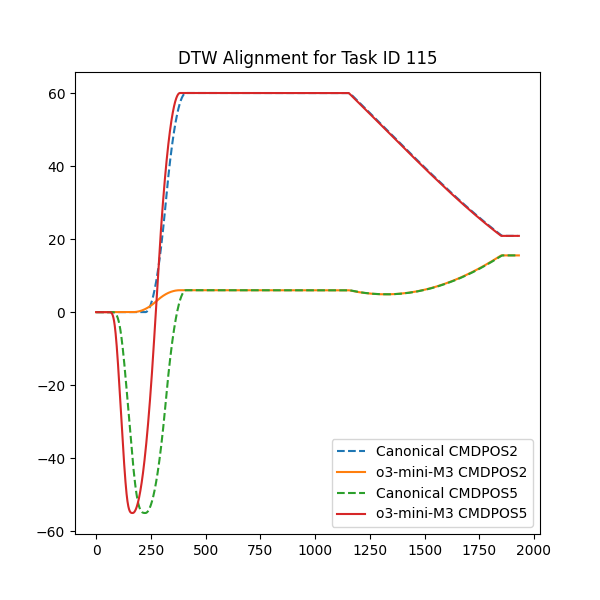 DTW Alignment for Task ID 115
60
40
20
0
−20
−40
−60
Canonical CMDPOS2
o3-mini-M3 CMDPOS2
Canonical CMDPOS5
o3-mini-M3 CMDPOS5
0 250 500 750 1000 1250 1500 1750 2000